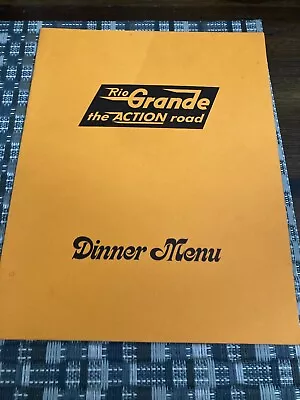 Rio
Grande
the ACTION road
Dinner Menu